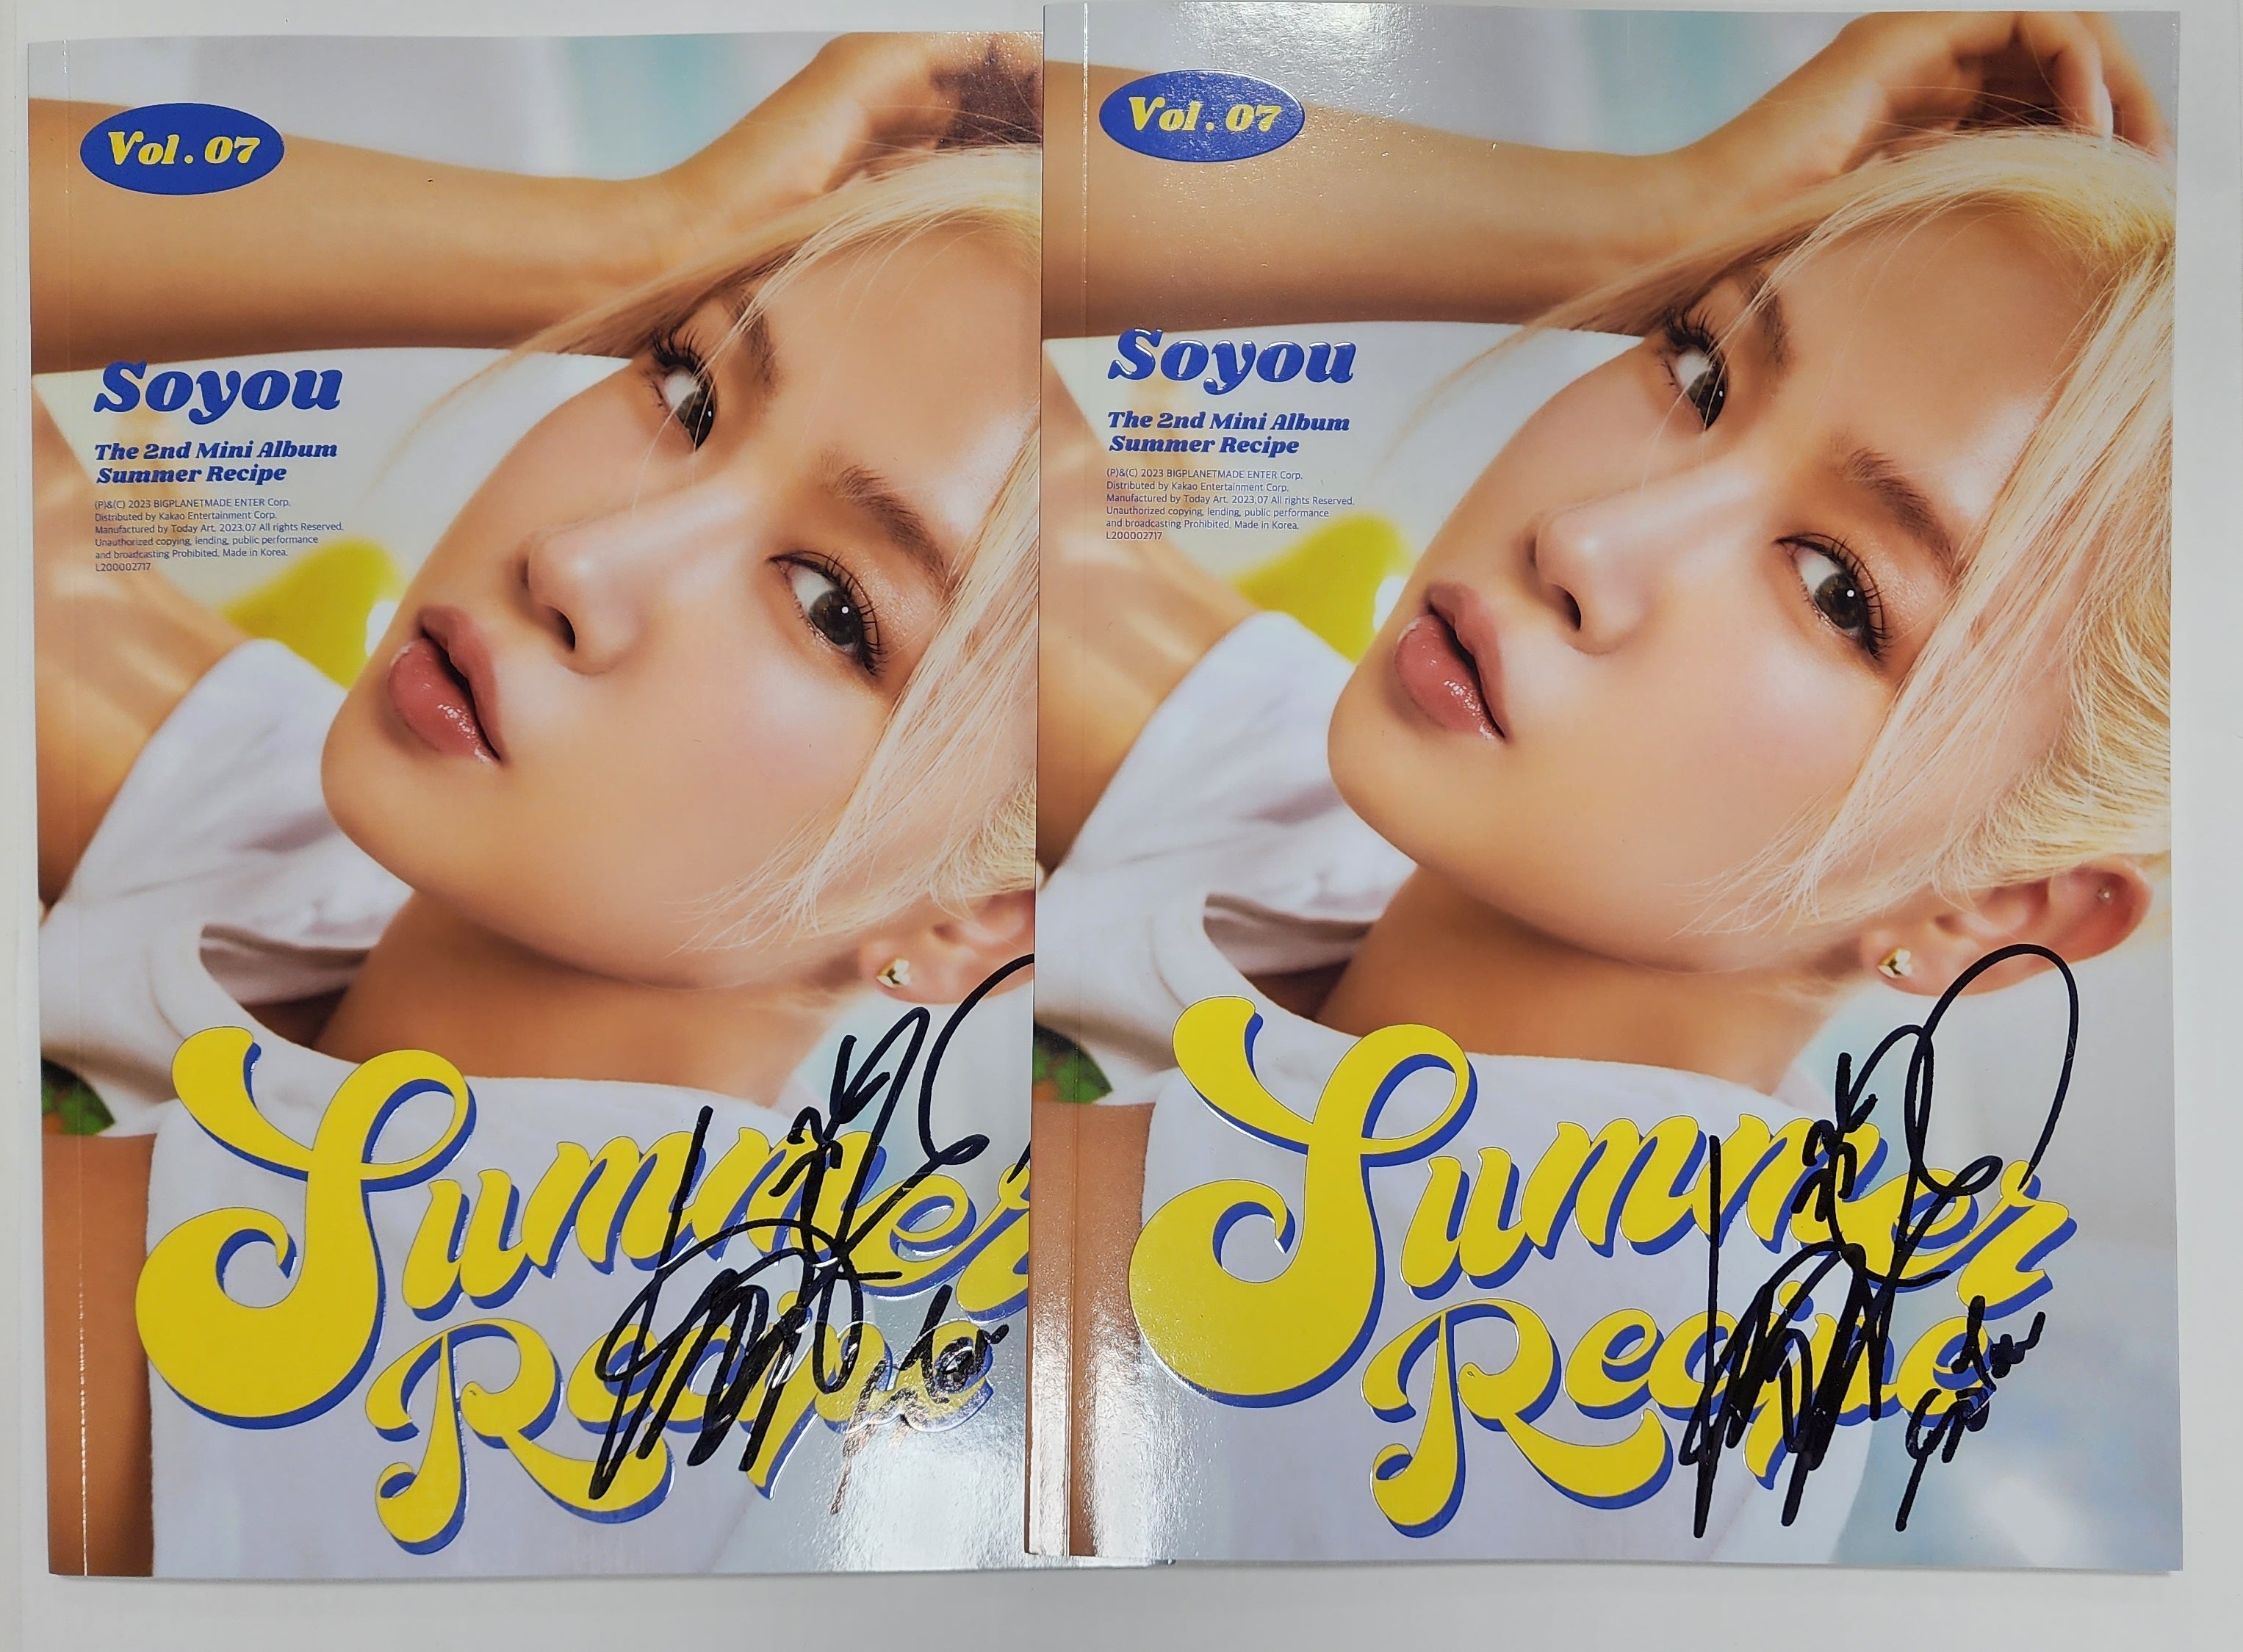 Vol. 07
Soyou
The 2nd Mini Album
Summer Recipe
(P)&(C) 2023 BIGPLANETMADE ENTER Corp.
Distributed by Kakao Entertainment Corp.
Manufactured by Today Art. 2023.07 All rights Reserved.
Unauthorized copying, lending, public performance
and broadcasting Prohibited. Made in Korea.
L200002717
Summer
Recipe
Vol. 07
Soyou
The 2nd Mini Album
Summer Recipe
(P)&(C) 2023 BIGPLANETMADE ENTER Corp.
Distributed by Kakao Entertainment Corp.
Manufactured by Today Art. 2023.07 All rights Reserved.
Unauthorized copying, lending, public performance
and broadcasting Prohibited. Made in Korea.
L200002717
Summer
Recipe